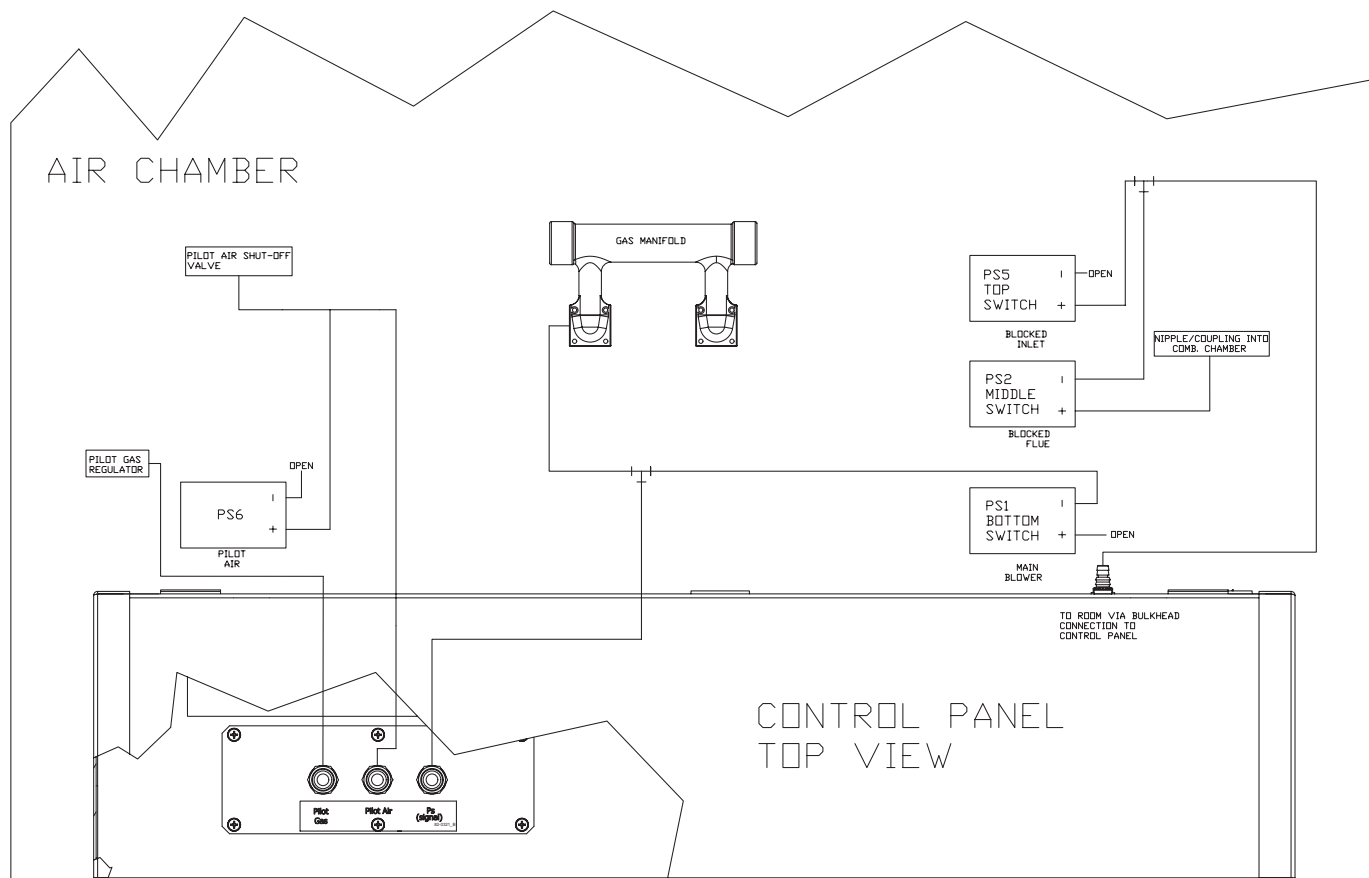 AIR CHAMBER
PILOT AIR SHUT-OFF
VALVE
GAS MANIFOLD
PS5
TOP
SWITCH
-
+
OPEN
BLOCKED
INLET
NIPPLE/COUPLING INTO
COMB. CHAMBER
PS2
MIDDLE
SWITCH
-
+
BLOCKED
FLUE
PILOT GAS
REGULATOR
OPEN
PS6
-
+
PILOT
AIR
PS1
BOTTOM
SWITCH
-
+
OPEN
MAIN
BLOWER
TO ROOM VIA BULKHEAD
CONNECTION TO
CONTROL PANEL
CONTROL PANEL
TOP VIEW
Pilot
Gas
Pilot Air
Ps
(signal)